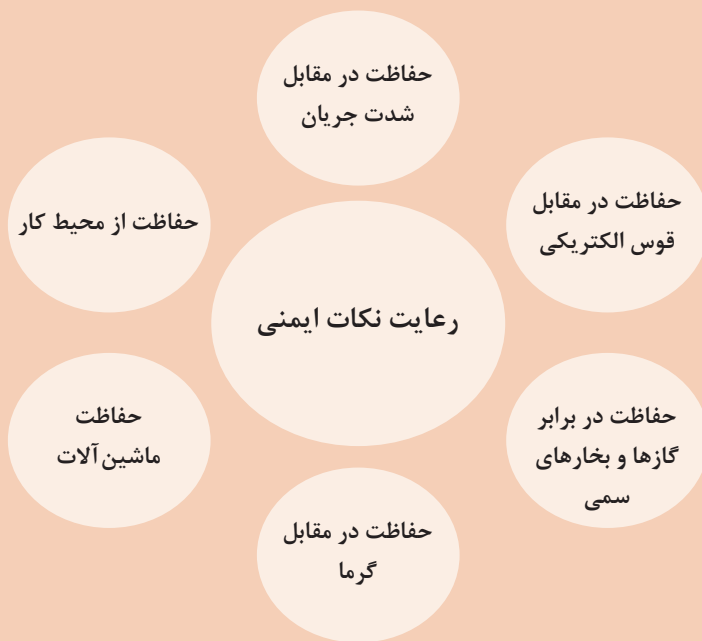 حفاظت در مقابل
شدت جریان
حفاظت در مقابل
قوس الکتریکی
حفاظت از محیط کار
رعایت نکات ایمنی
حفاظت در برابر
گازها و بخارهای
سمی
حفاظت
ماشین‌آلات
حفاظت در مقابل
گرما